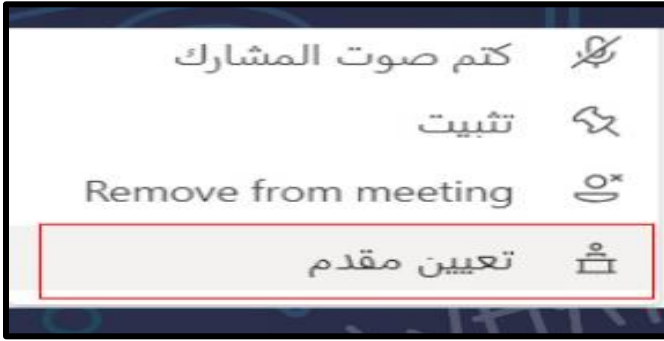 كتم صوت المشارك
تثبيت
Remove from meeting
تعيين مقدم